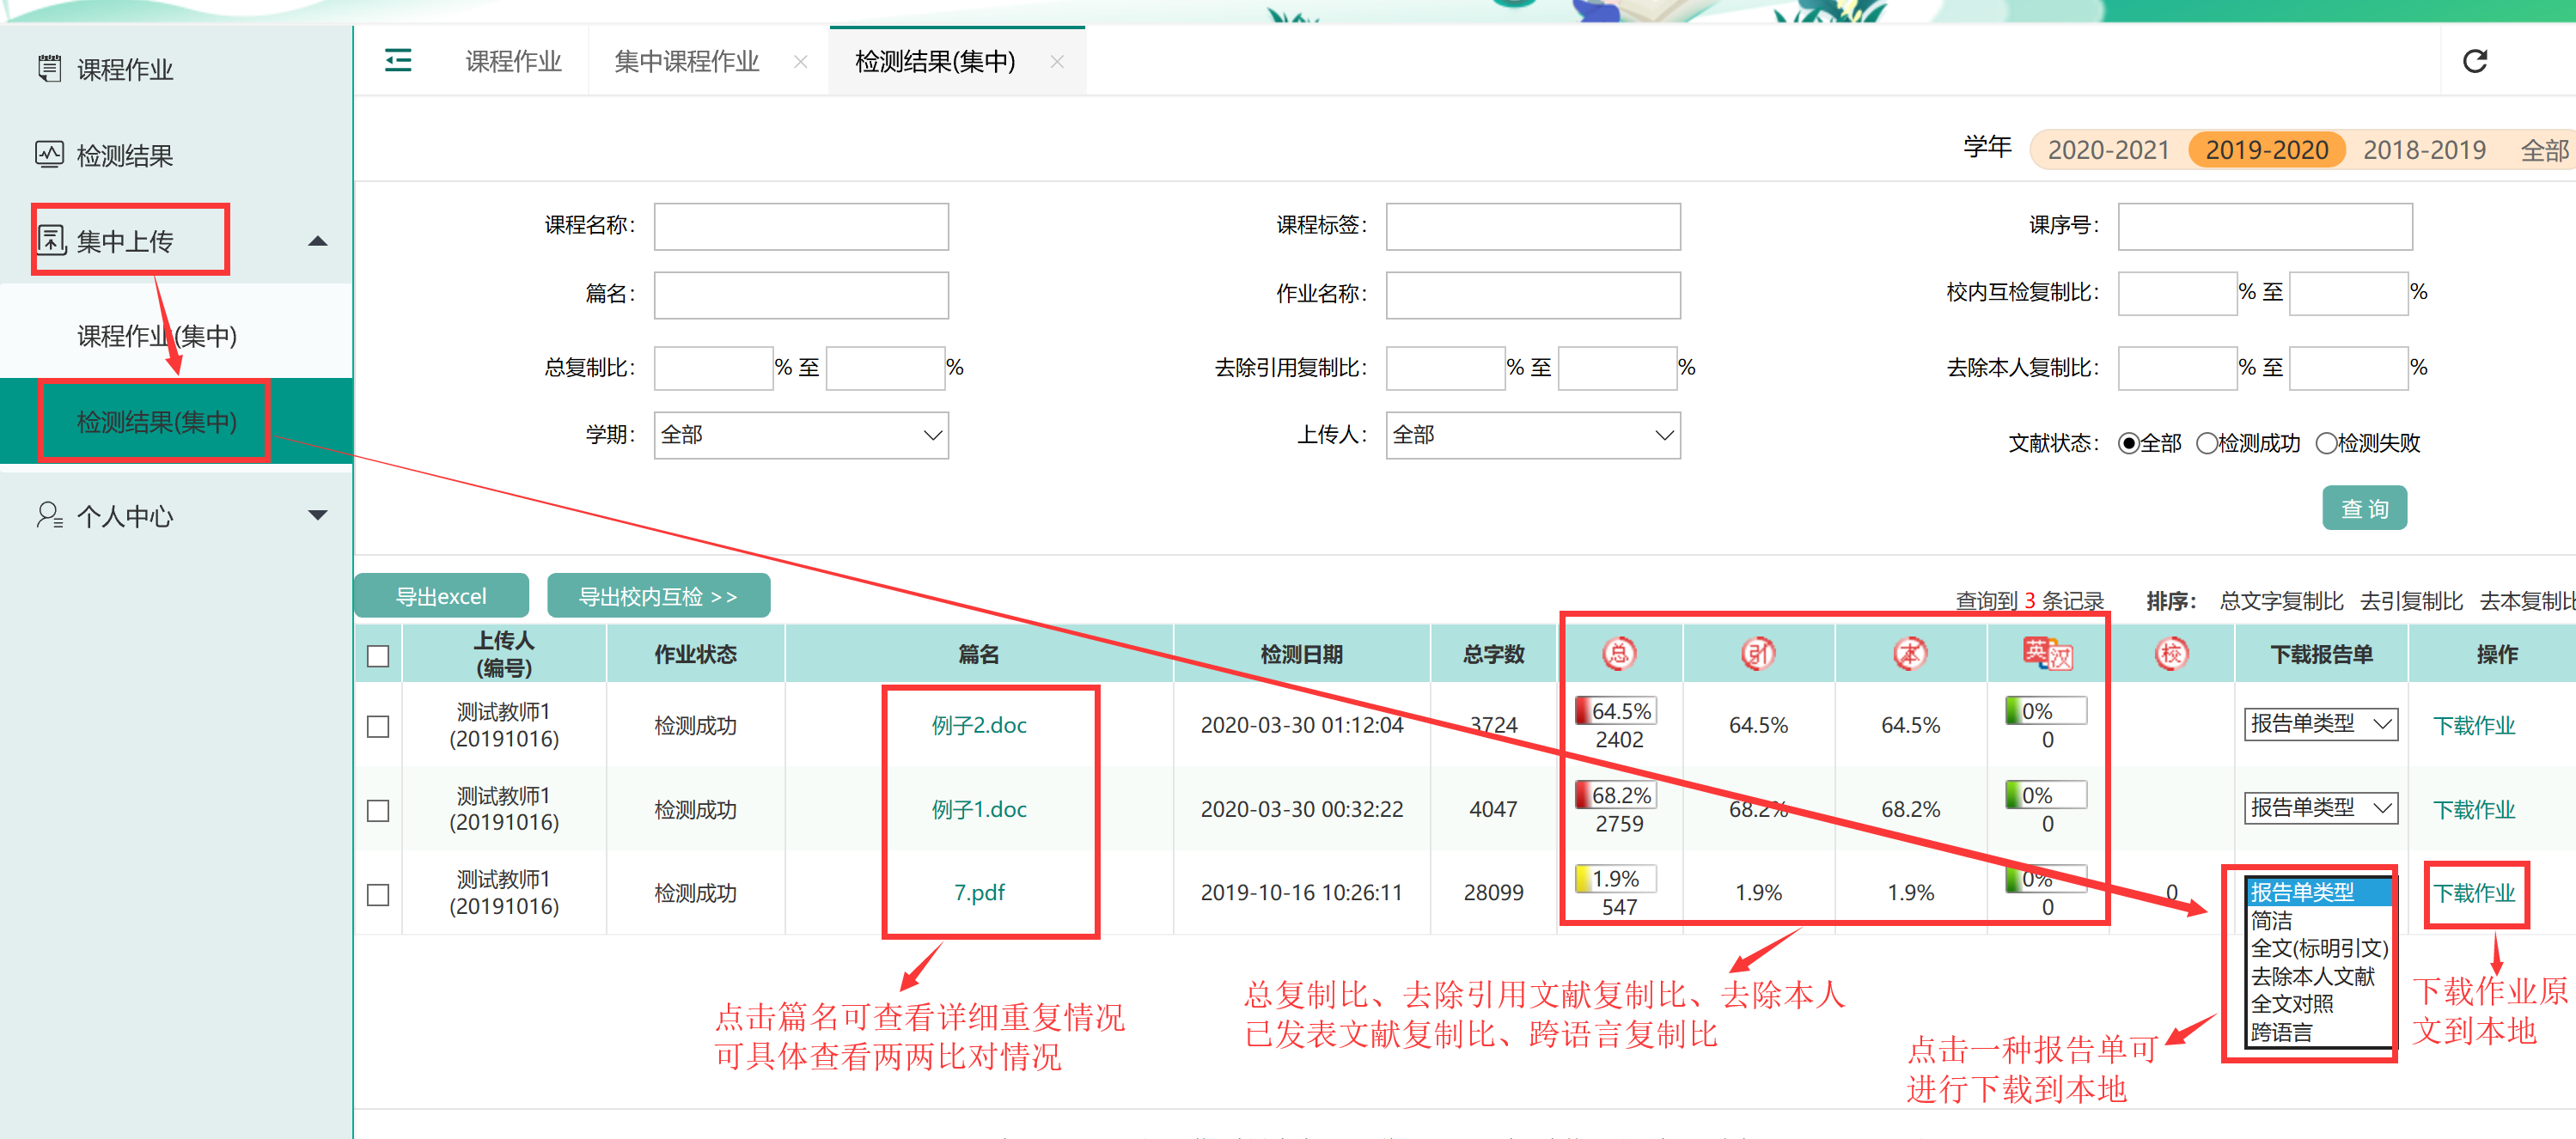 课程作业
检测结果
集中上传
课程作业(集中)
检测结果(集中)
个人中心
课程作业 集中课程作业 × 检测结果(集中) ×
学年 2020-2021 2019-2020 2018-2019 全部
课程名称： 课程标签： 课序号：
篇名： 作业名称： 校内互检复制比： % 至 %
总复制比： % 至 % 去除引用复制比： % 至 % 去除本人复制比： % 至 %
学期： 全部 上传人： 全部 文献状态： 全部 检测成功 检测失败
查 询
导出excel 导出校内互检 >> 查询到 3 条记录 排序： 总文字复制比 去引复制比 去本复制比
上传人
(编号) 作业状态 篇名 检测日期 总字数 总 引 本 英汉 校 下载报告单 操作
测试教师1
(20191016) 检测成功 例子2.doc 2020-03-30 01:12:04 3724 64.5% 64.5% 64.5% 0% 报告单类型 下载作业
2402 0
测试教师1
(20191016) 检测成功 例子1.doc 2020-03-30 00:32:22 4047 68.2% 68.2% 68.2% 0% 报告单类型 下载作业
2759 0
测试教师1
(20191016) 检测成功 7.pdf 2019-10-16 10:26:11 28099 1.9% 1.9% 1.9% 0% 0 报告单类型 下载作业
547 0
简洁
全文(标明引文)
去除本人文献
全文对照
跨语言
点击篇名可查看详细重复情况
可具体查看两两比对情况
总复制比、去除引用文献复制比、去除本人
已发表文献复制比、跨语言复制比
点击一种报告单可
进行下载到本地
下载作业原
文到本地